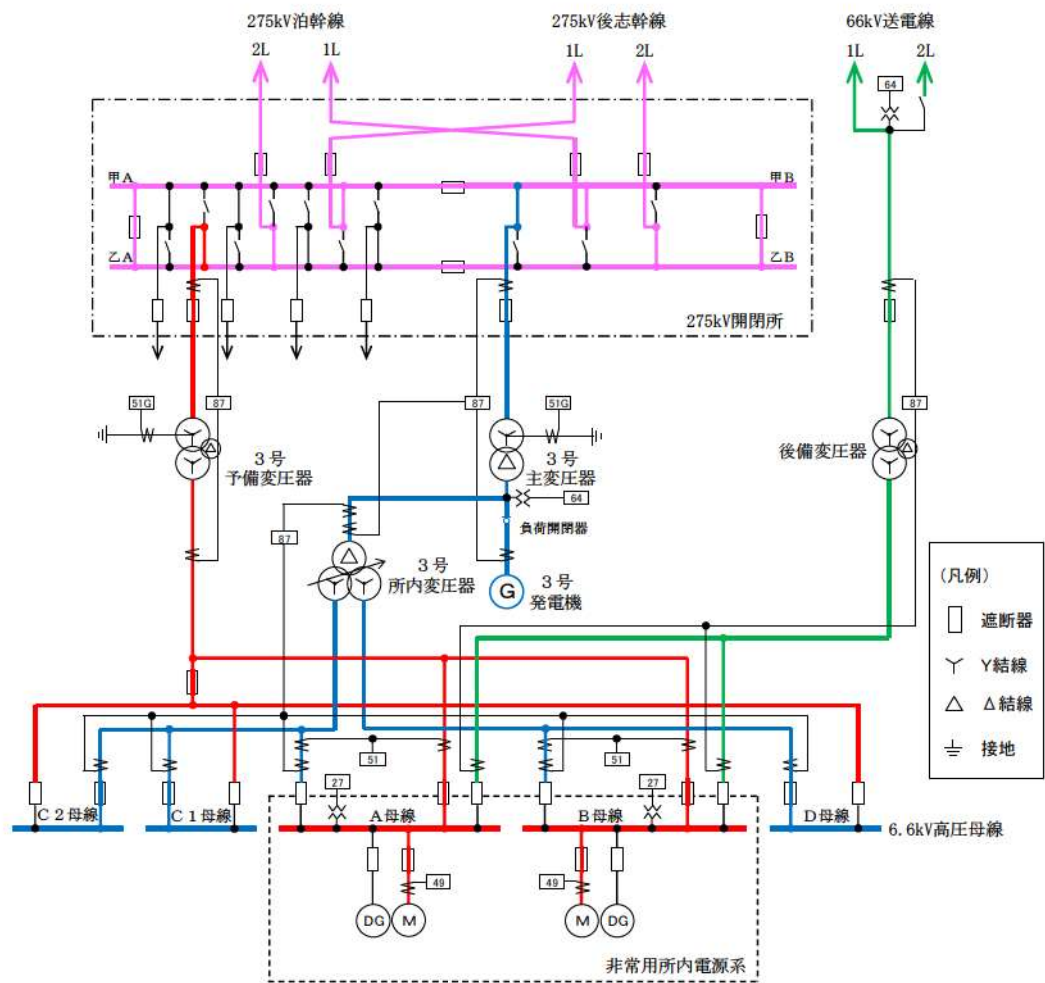 275kV泊幹線
275kV後志幹線
66kV送電線
2L
1L
1L
2L
1L
2L
64
甲A
甲B
乙A
乙B
275kV開閉所
51G
87
87
51G
87
3号
予備変圧器
3号
主変圧器
後備変圧器
64
負荷開閉器
87
3号
所内変圧器
G
3号
発電機
(凡例)
遮断器
Y結線
Δ結線
接地
51
51
27
27
C2母線
C1母線
A母線
B母線
D母線
6.6kV高圧母線
49
49
DG
M
M
DG
非常用所内電源系